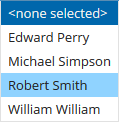 <none selected>
Edward Perry
Michael Simpson
Robert Smith
William William